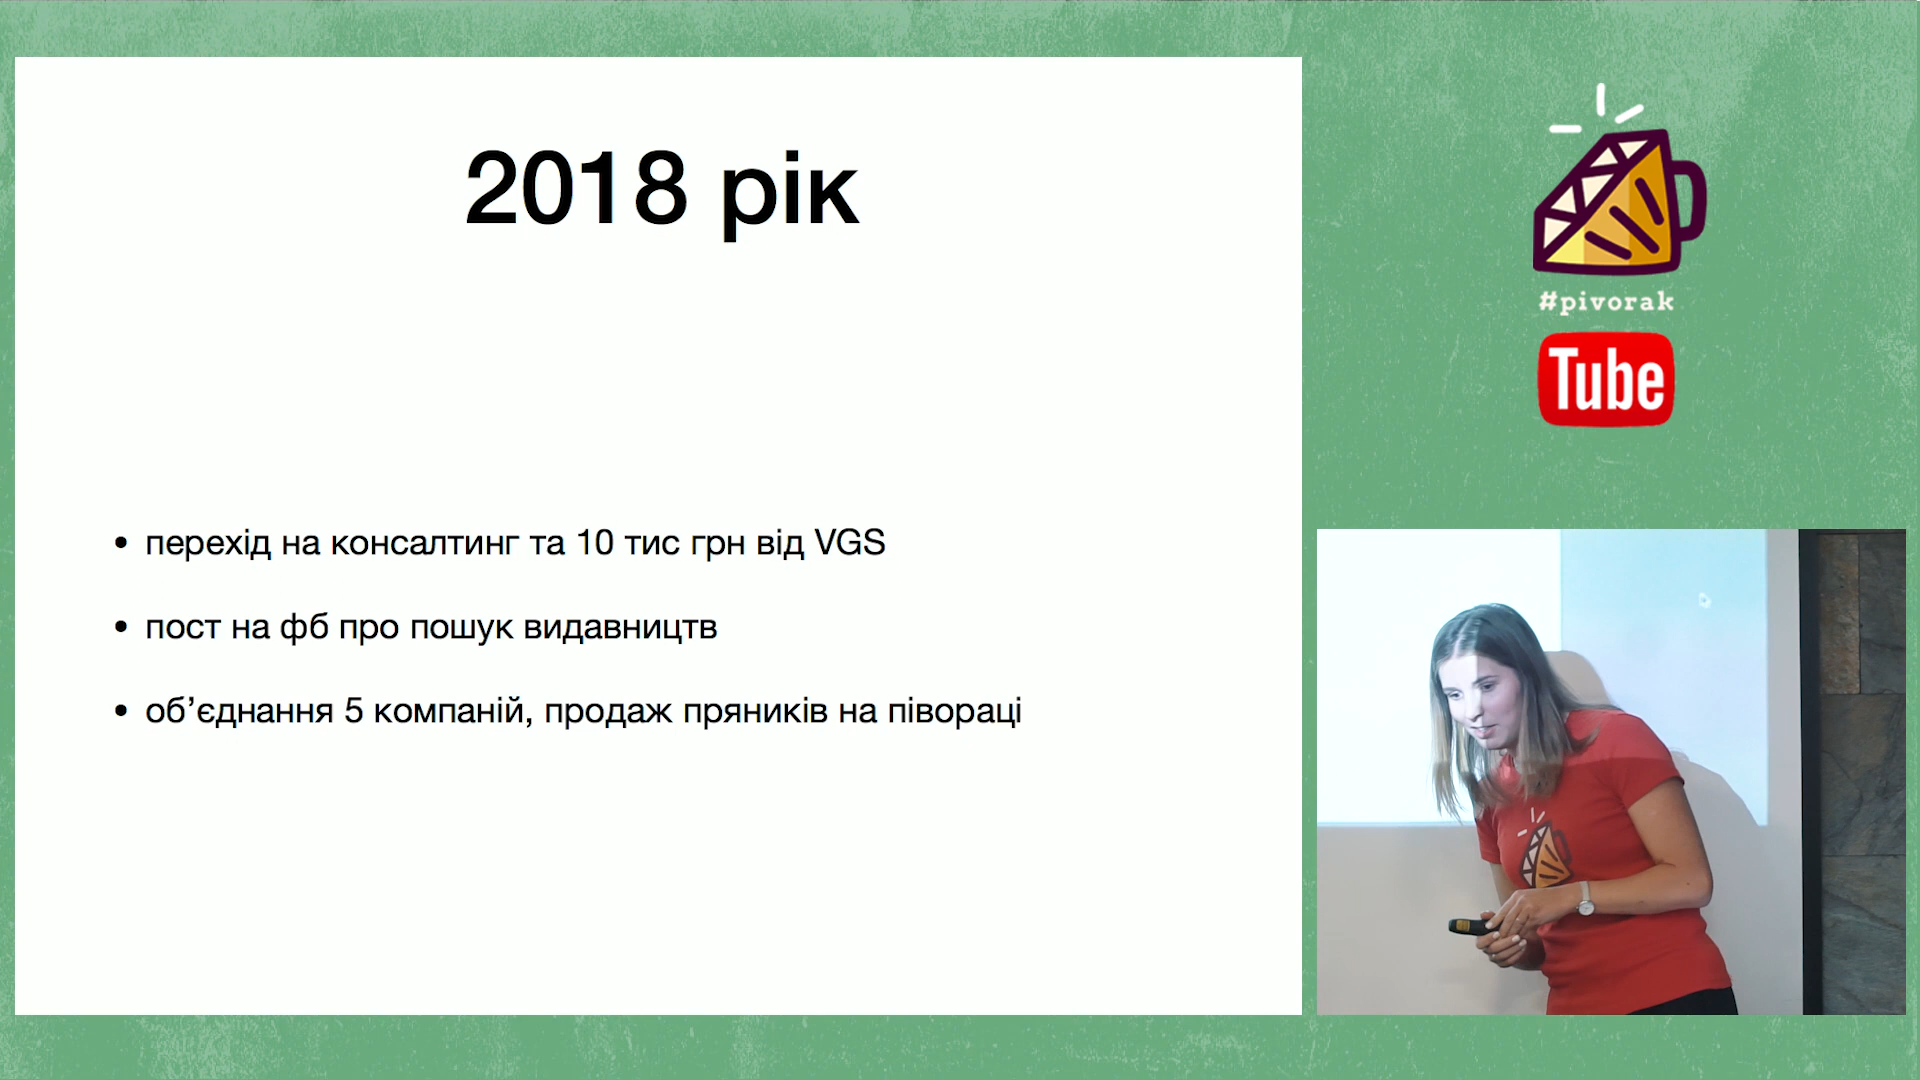 2018 рік
• перехід на консалтинг та 10 тис грн від VGS
• пост на фб про пошук видавництв
• об’єднання 5 компаній, продаж пряників на півораці
#pivorak
Tube